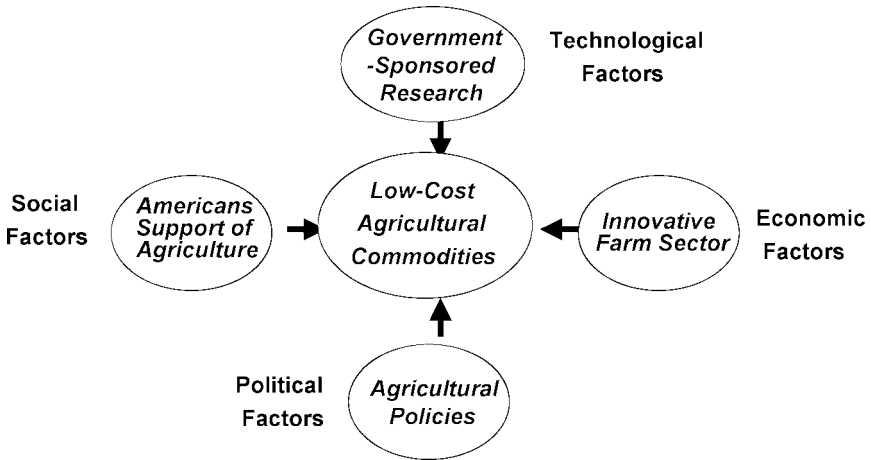 Government
-Sponsored
Research
Technological
Factors
Social
Factors
Americans
Support of
Agriculture
Low-Cost
Agricultural
Commodities
Innovative
Farm Sector
Economic
Factors
Political
Factors
Agricultural
Policies